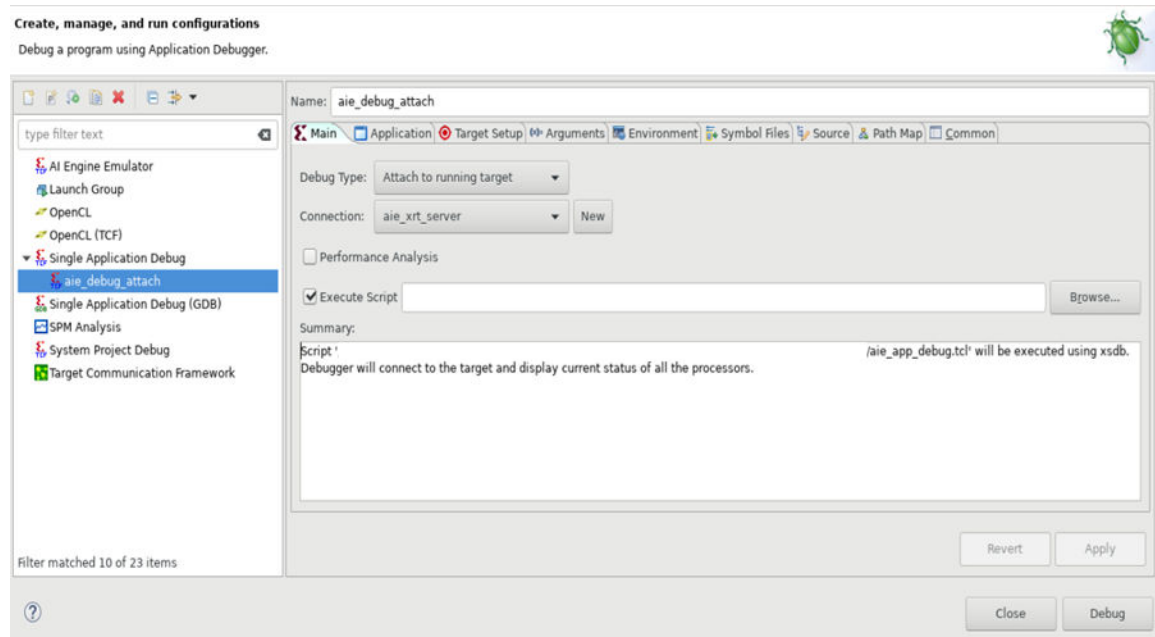 Create, manage, and run configurations
Debug a program using Application Debugger.
Name: aie_debug_attach
type filter text
AI Engine Emulator
Launch Group
OpenCL
OpenCL (TCF)
Single Application Debug
aie_debug_attach
Single Application Debug (GDB)
SPM Analysis
System Project Debug
Target Communication Framework
Filter matched 10 of 23 items
Main Application Target Setup Arguments Environment Symbol Files Source Path Map Common
Debug Type: Attach to running target
Connection: aie_xrt_server New
Performance Analysis
Execute Script Browse...
Summary:
Script ' /aie_app_debug.tcl' will be executed using xsdb.
Debugger will connect to the target and display current status of all the processors.
Revert Apply
? Close Debug